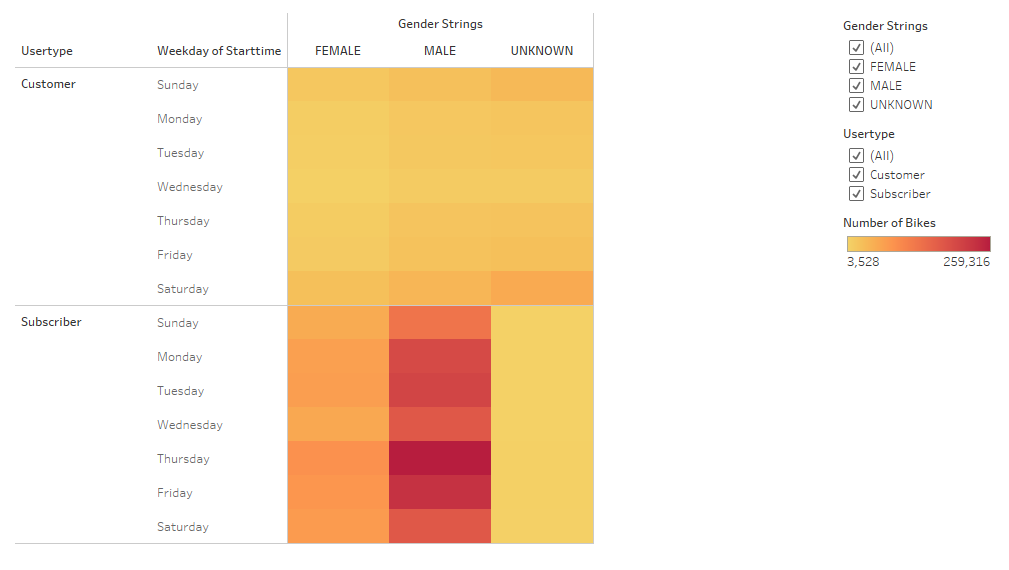 Gender Strings
Usertype Weekday of Starttime FEMALE MALE UNKNOWN
Customer Sunday
Monday
Tuesday
Wednesday
Thursday
Friday
Saturday
Subscriber Sunday
Monday
Tuesday
Wednesday
Thursday
Friday
Saturday
Gender Strings
(All)
FEMALE
MALE
UNKNOWN
Usertype
(All)
Customer
Subscriber
Number of Bikes
3,528 259,316